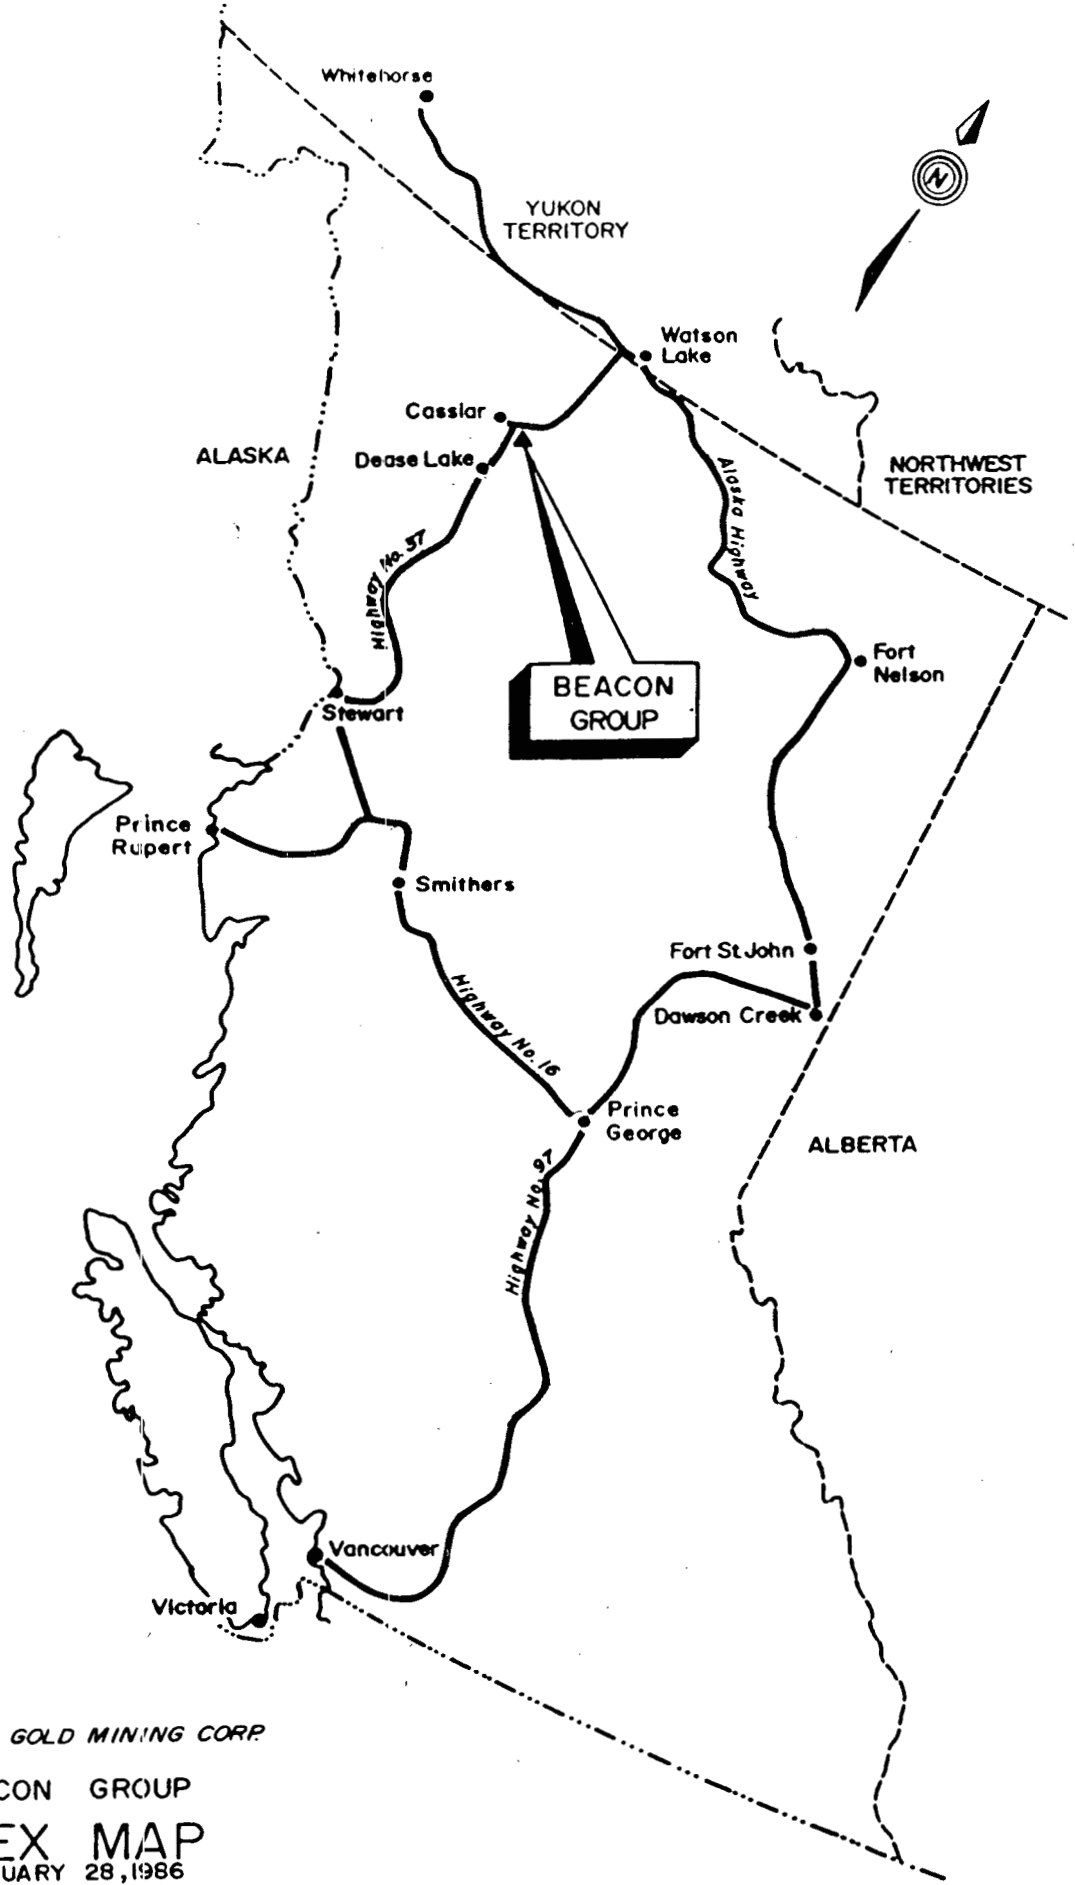 Whitehorse
N
YUKON
TERRITORY
Watson
Lake
Cassiar
ALASKA
Dease Lake
NORTHWEST
TERRITORIES
Alaska Highway
Highway No. 37
Fort
Nelson
BEACON
GROUP
Stewart
Prince
Rupert
Smithers
Fort St. John
Highway No. 16
Dawson Creek
Prince
George
ALBERTA
Highway No. 97
Vancouver
Victoria
GOLD MINING CORP.
CON GROUP
EX MAP
UARY 28, 1986